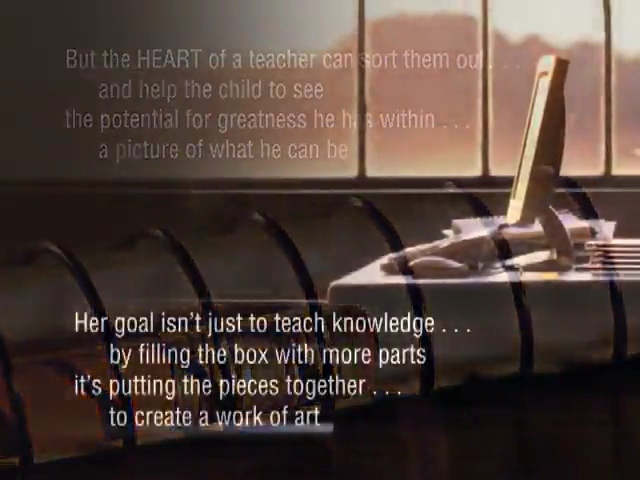 But the HEART of a teacher can sort them out . . .
and help the child to see
the potential for greatness he has within . . .
a picture of what he can be
Her goal isn't just to teach knowledge . . .
by filling the box with more parts
it's putting the pieces together . . .
to create a work of art